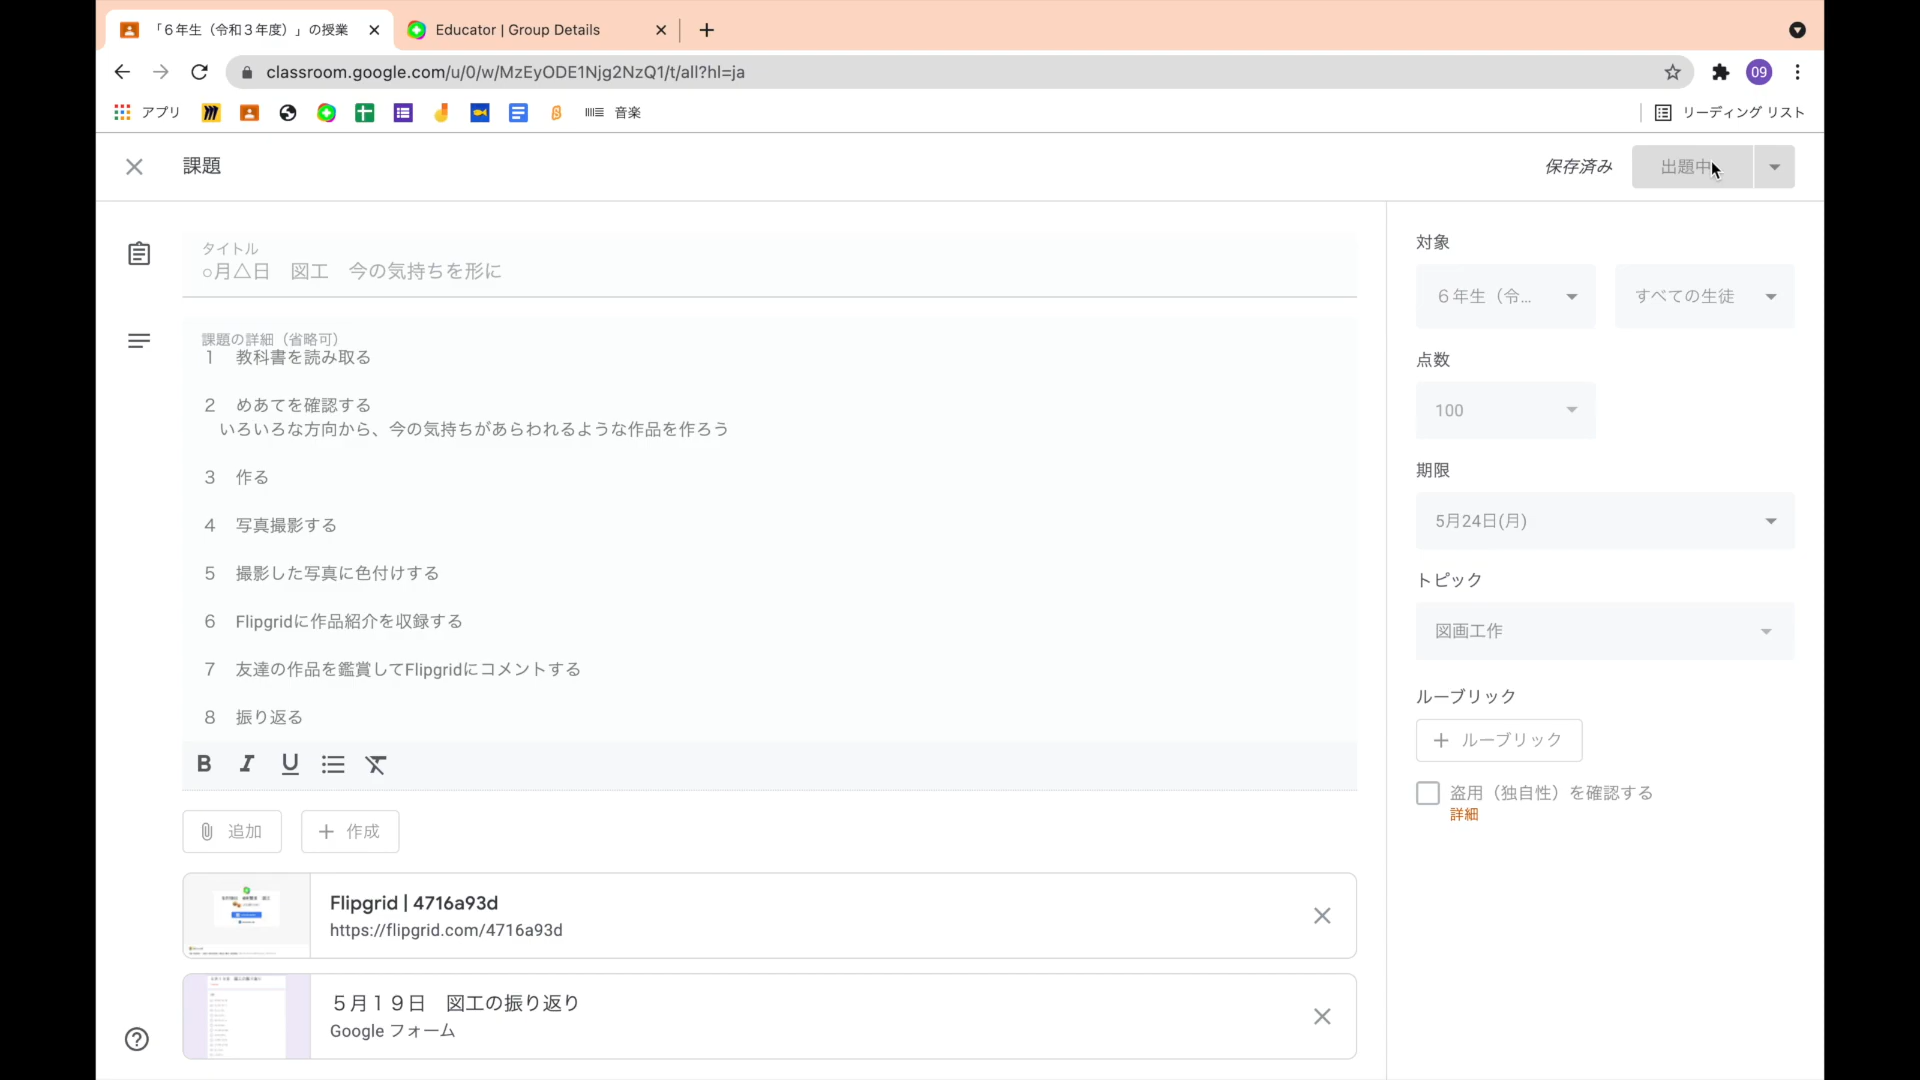 「６年生（令和３年度）」の授業
Educator | Group Details
classroom.google.com/u/0/w/MzEyODE1Njg2NzQ1/t/all?hl=ja
09
アプリ
音楽
リーディング リスト
課題
保存済み
出題中
タイトル
○月△日　図工　今の気持ちを形に
課題の詳細（省略可）
１　教科書を読み取る
２　めあてを確認する
いろいろな方向から、今の気持ちがあらわれるような作品を作ろう
３　作る
４　写真撮影する
５　撮影した写真に色付けする
６　Flipgridに作品紹介を収録する
７　友達の作品を鑑賞してFlipgridにコメントする
８　振り返る
B I U
追加
作成
Flipgrid | 4716a93d
https://flipgrid.com/4716a93d
５月１９日　図工の振り返り
Google フォーム
対象
６年生（令...
すべての生徒
点数
100
期限
5月24日(月)
トピック
図画工作
ルーブリック
ルーブリック
盗用（独自性）を確認する
詳細